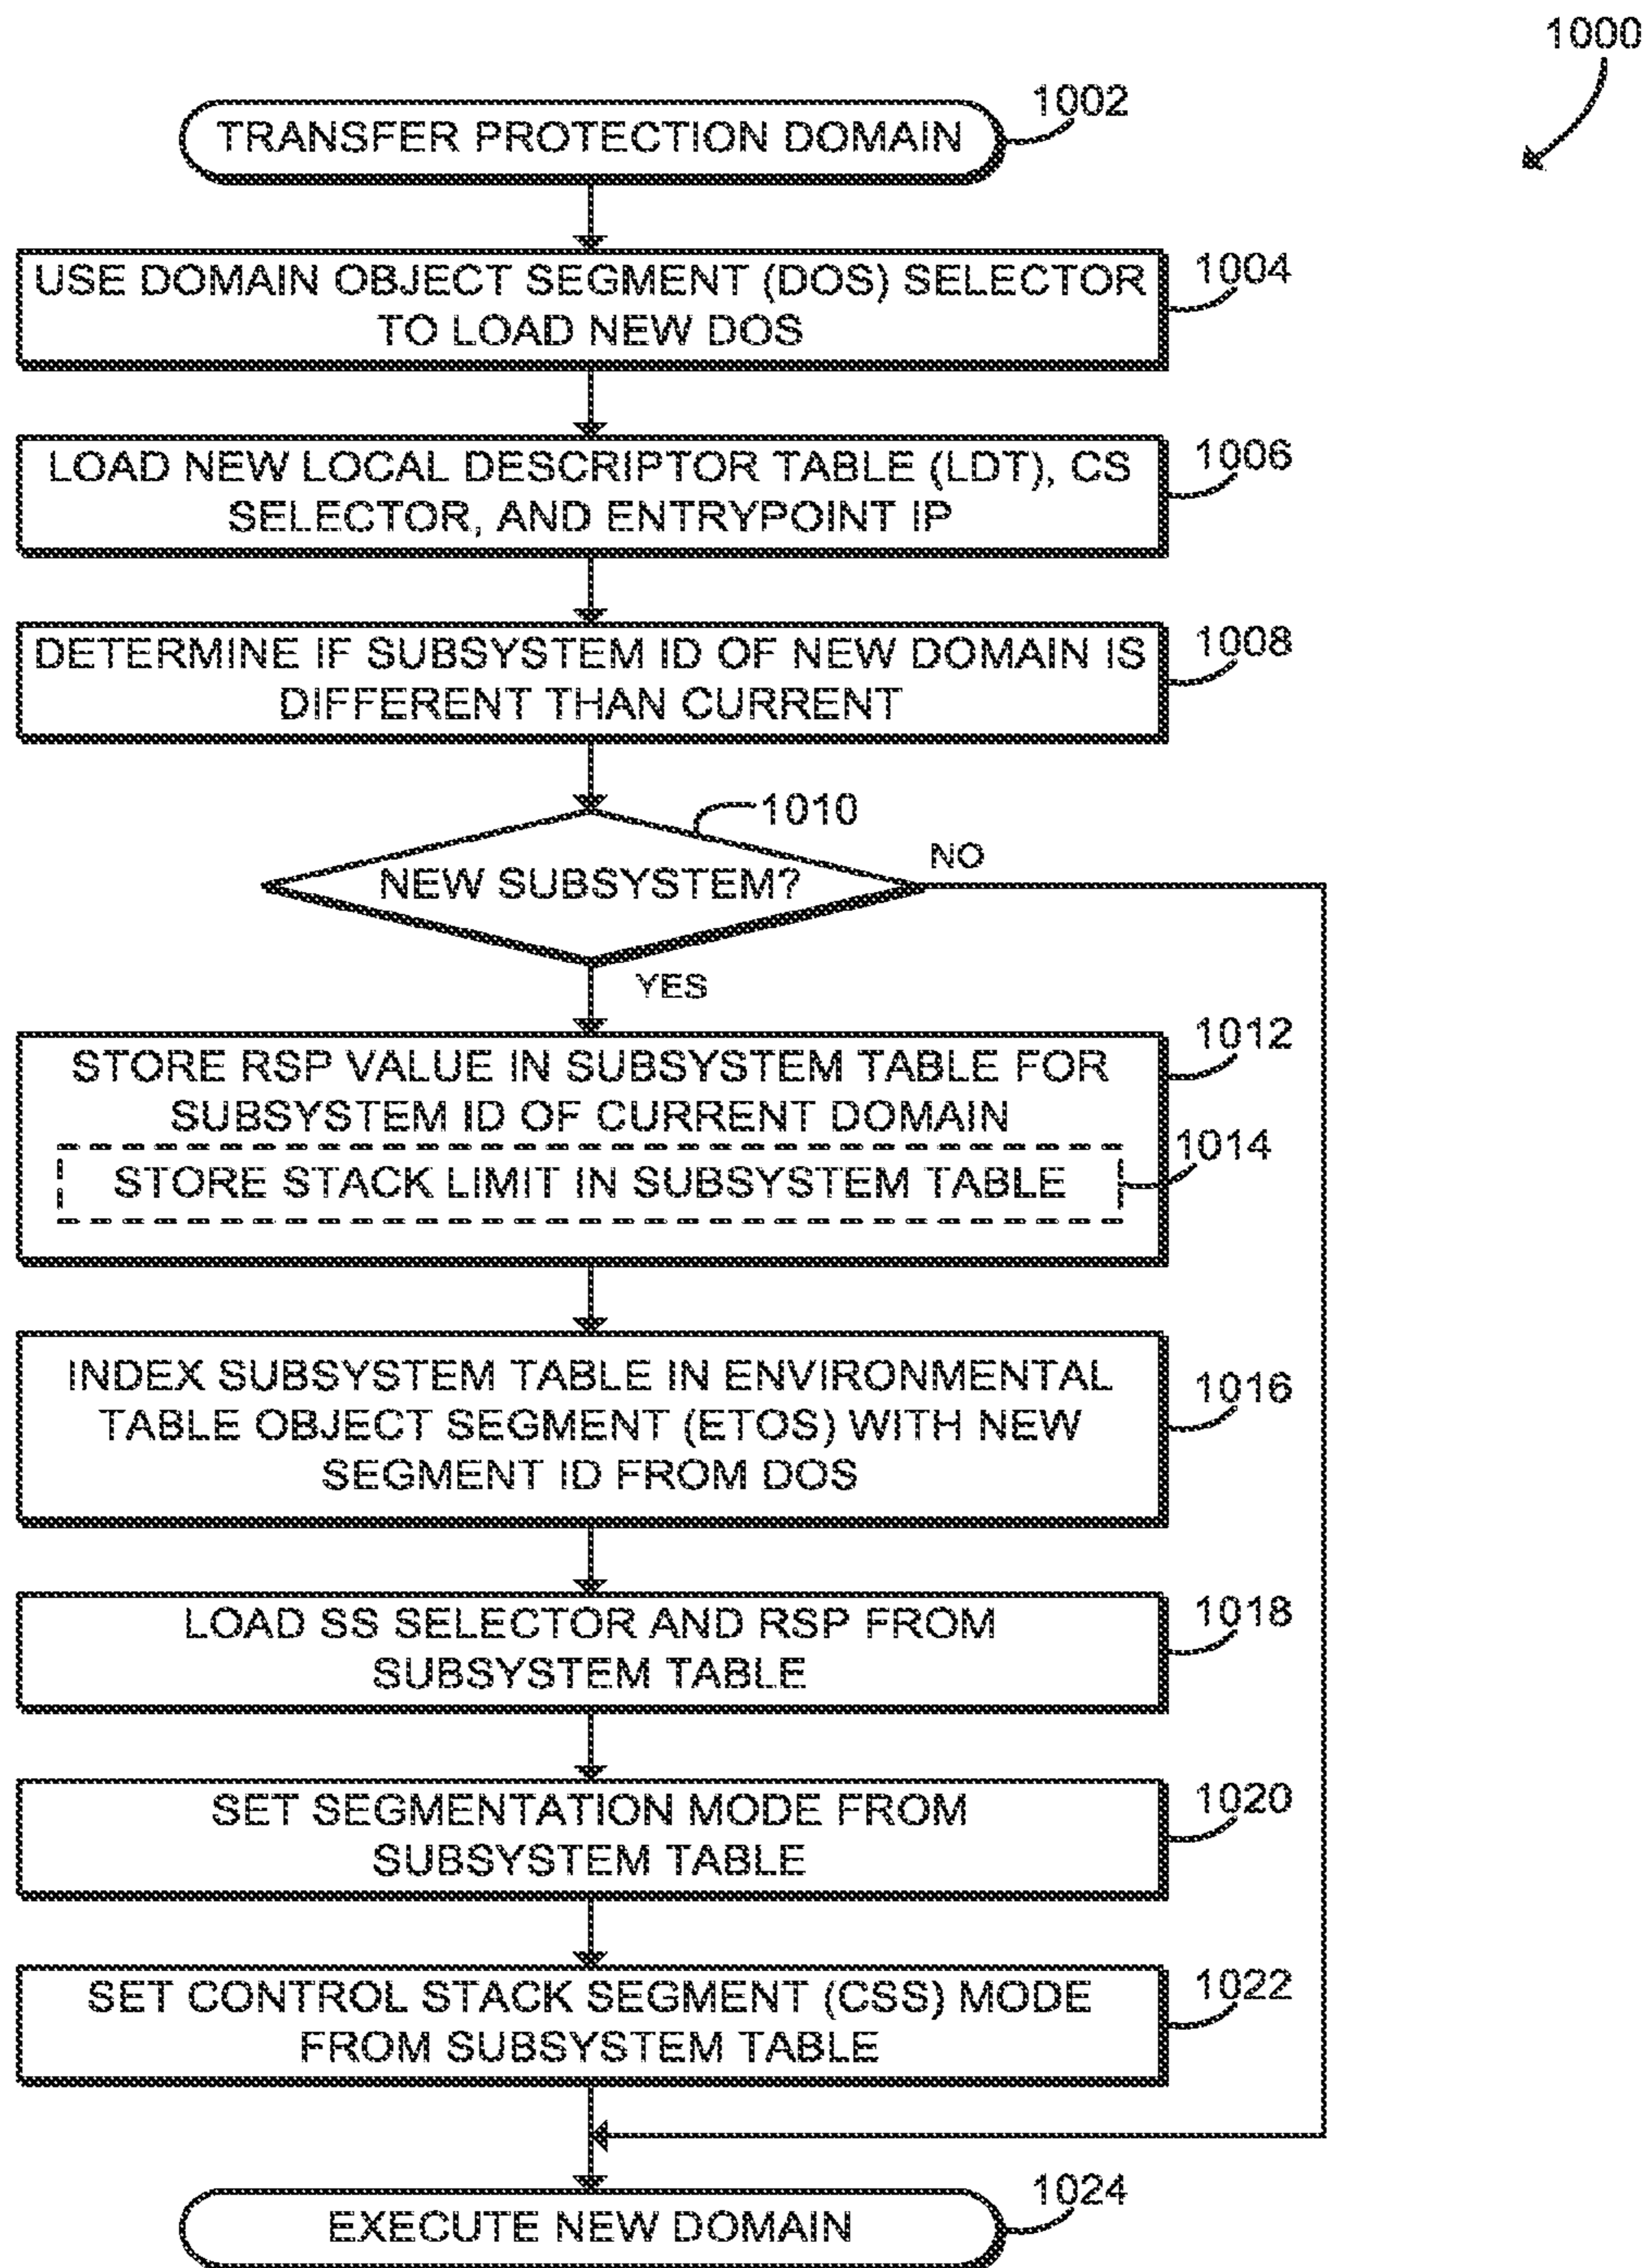 1000
TRANSFER PROTECTION DOMAIN
1002
USE DOMAIN OBJECT SEGMENT (DOS) SELECTOR
TO LOAD NEW DOS
1004
LOAD NEW LOCAL DESCRIPTOR TABLE (LDT), CS
SELECTOR, AND ENTRYPOINT IP
1006
DETERMINE IF SUBSYSTEM ID OF NEW DOMAIN IS
DIFFERENT THAN CURRENT
1008
1010
NEW SUBSYSTEM?
NO
YES
STORE RSP VALUE IN SUBSYSTEM TABLE FOR
SUBSYSTEM ID OF CURRENT DOMAIN
1012
STORE STACK LIMIT IN SUBSYSTEM TABLE
1014
INDEX SUBSYSTEM TABLE IN ENVIRONMENTAL
TABLE OBJECT SEGMENT (ETOS) WITH NEW
SEGMENT ID FROM DOS
1016
LOAD SS SELECTOR AND RSP FROM
SUBSYSTEM TABLE
1018
SET SEGMENTATION MODE FROM
SUBSYSTEM TABLE
1020
SET CONTROL STACK SEGMENT (CSS) MODE
FROM SUBSYSTEM TABLE
1022
EXECUTE NEW DOMAIN
1024